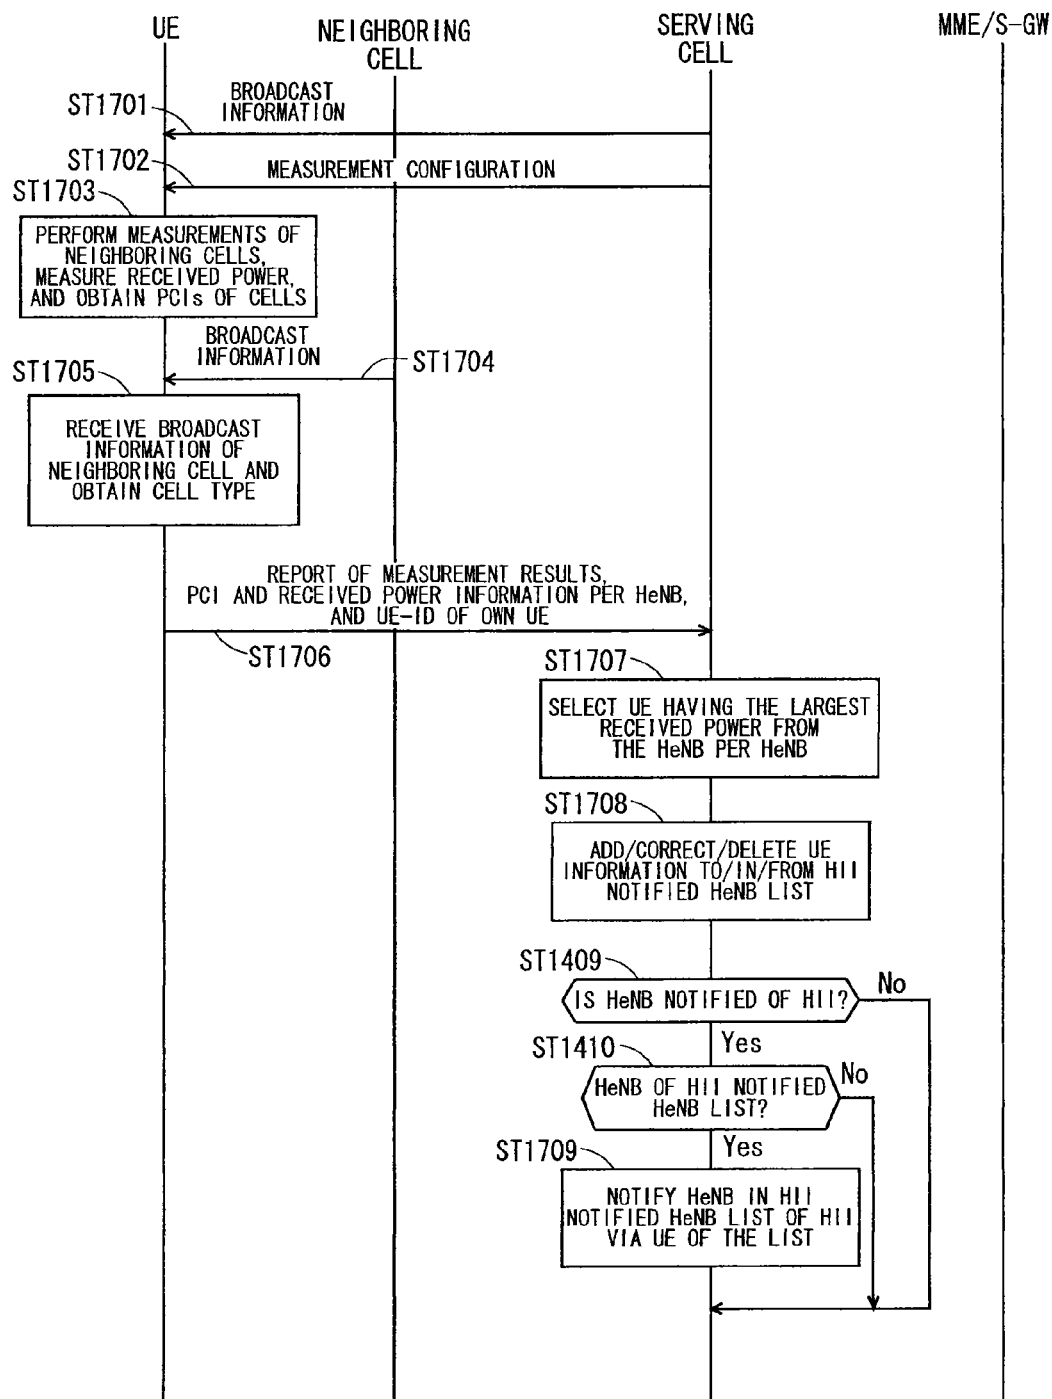 UE
NEIGHBORING
CELL
SERVING
CELL
MME/S-GW
BROADCAST
INFORMATION
ST1701
ST1702
MEASUREMENT CONFIGURATION
ST1703
PERFORM MEASUREMENTS OF
NEIGHBORING CELLS,
MEASURE RECEIVED POWER,
AND OBTAIN PCIs OF CELLS
BROADCAST
INFORMATION
ST1704
ST1705
RECEIVE BROADCAST
INFORMATION OF
NEIGHBORING CELL AND
OBTAIN CELL TYPE
REPORT OF MEASUREMENT RESULTS,
PCI AND RECEIVED POWER INFORMATION PER HeNB,
AND UE-ID OF OWN UE
ST1706
ST1707
SELECT UE HAVING THE LARGEST
RECEIVED POWER FROM
THE HeNB PER HeNB
ST1708
ADD/CORRECT/DELETE UE
INFORMATION TO/IN/FROM HII
NOTIFIED HeNB LIST
ST1409
IS HeNB NOTIFIED OF HII?
No
Yes
ST1410
HeNB OF HII NOTIFIED
HeNB LIST?
No
Yes
ST1709
NOTIFY HeNB IN HII
NOTIFIED HeNB LIST OF HII
VIA UE OF THE LIST